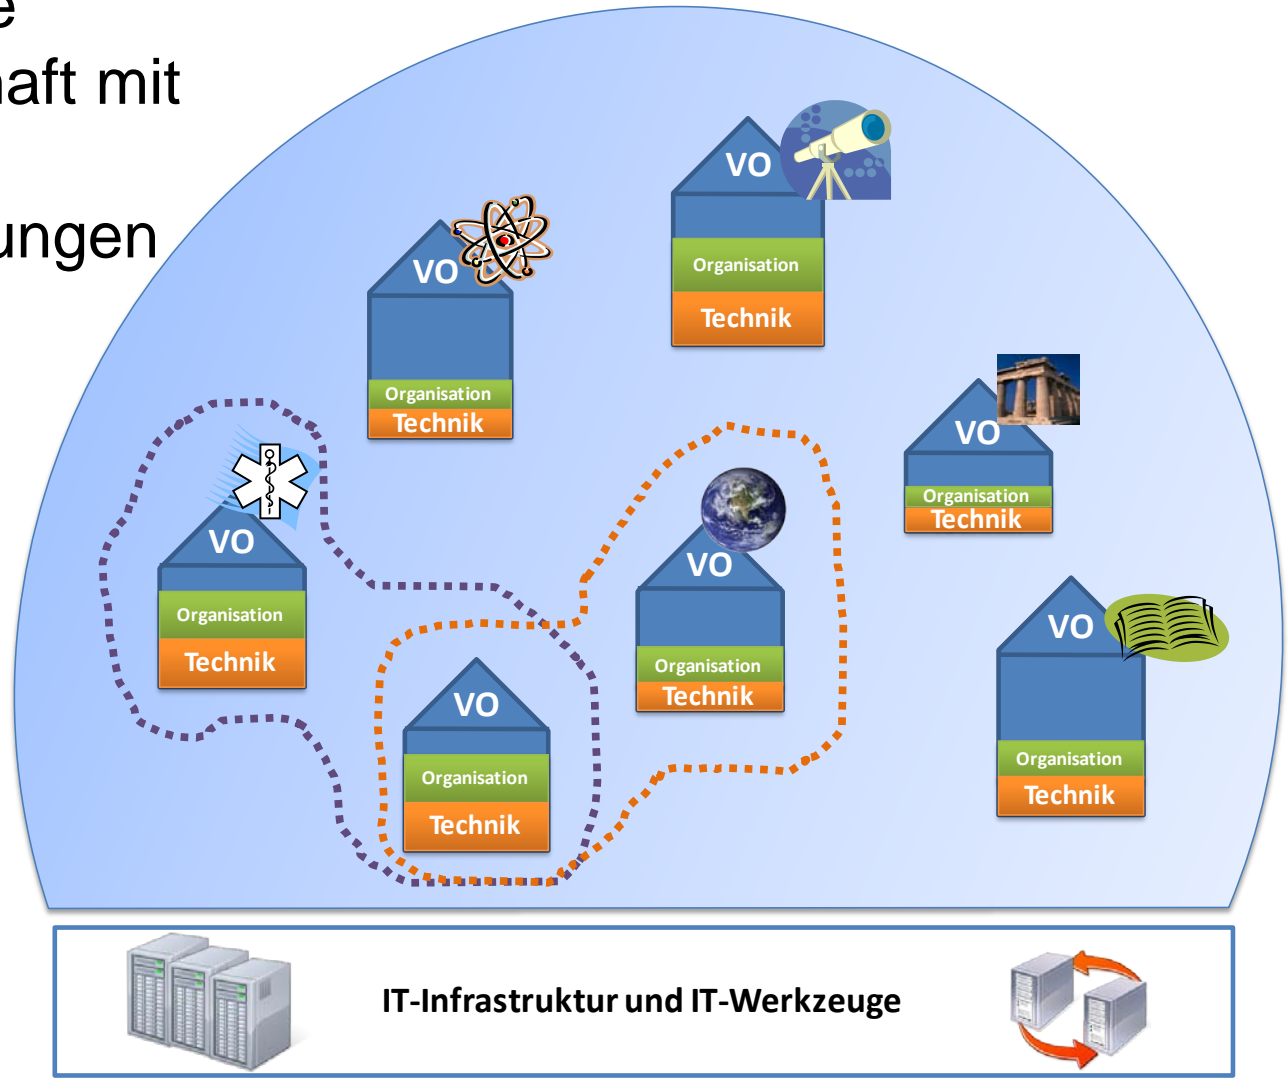 e
haft mit
ungen
VO
Organisation
Technik
VO
Organisation
Technik
VO
Organisation
Technik
VO
Organisation
Technik
VO
Organisation
Technik
VO
Organisation
Technik
VO
Organisation
Technik
IT-Infrastruktur und IT-Werkzeuge